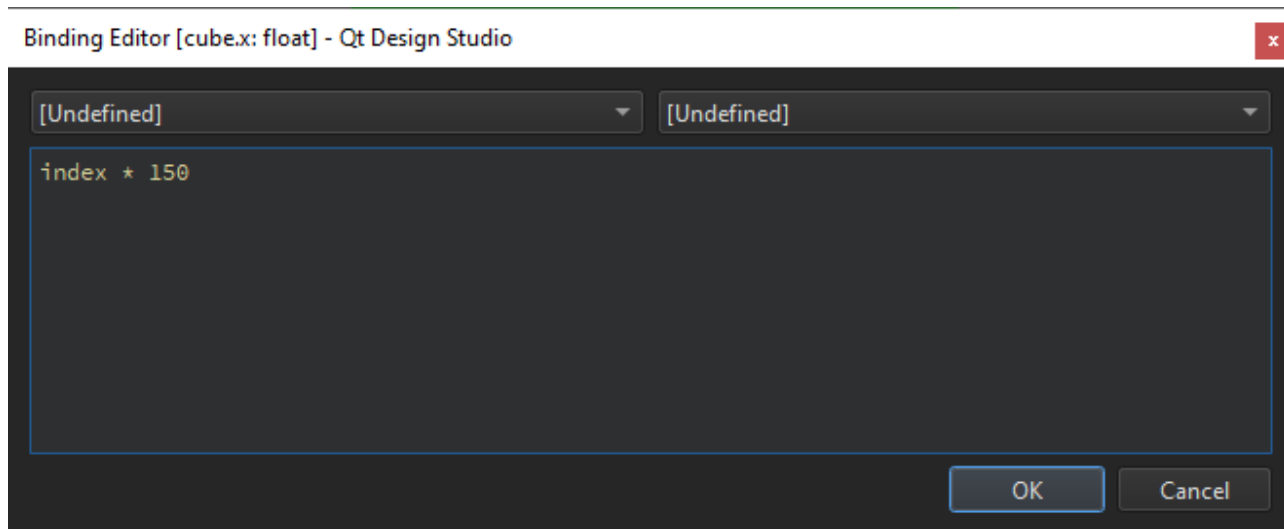 Binding Editor [cube.x: float] - Qt Design Studio
x
[Undefined] [Undefined]
index * 150
OK Cancel